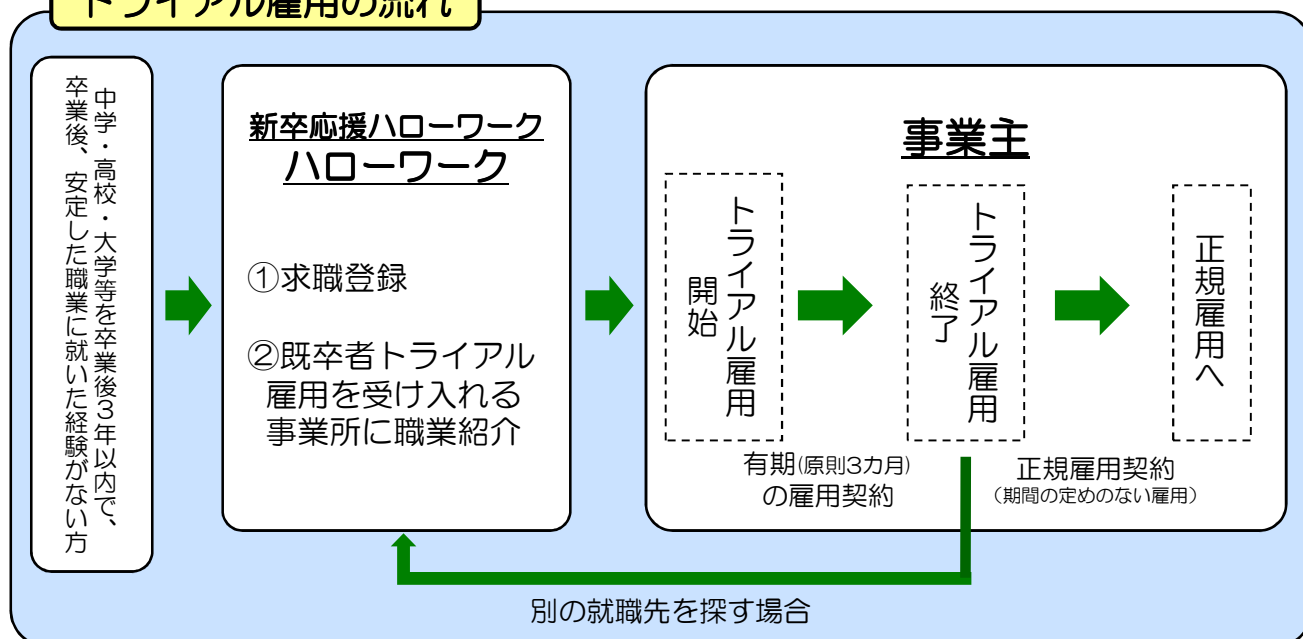 トライアル雇用の流れ
中学・高校・大学等を卒業後３年以内で、
卒業後、安定した職業に就いた経験がない方
新卒応援ハローワーク
ハローワーク
①求職登録
②既卒者トライアル
雇用を受け入れる
事業所に職業紹介
事業主
トライアル雇用
開始
トライアル雇用
終了
正規雇用へ
有期(原則3カ月)
の雇用契約
正規雇用契約
（期間の定めのない雇用）
別の就職先を探す場合